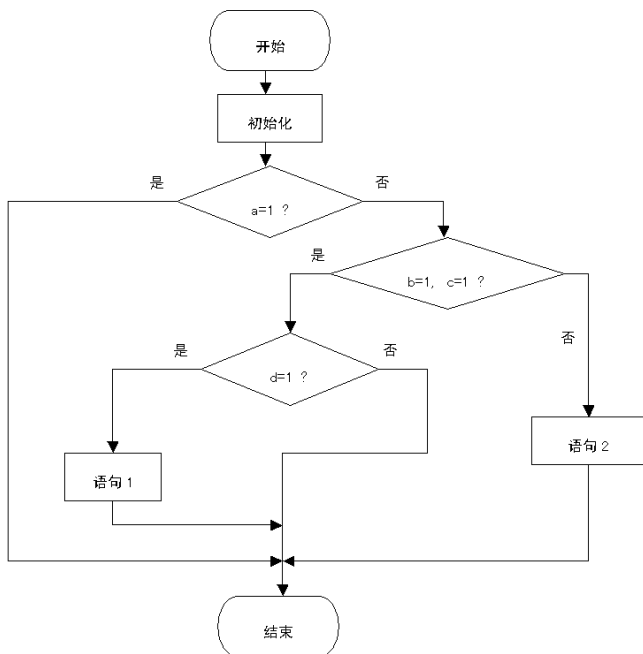 开始
初始化
是
否
a=1 ?
是
b=1, c=1 ?
否
是
否
d=1 ?
语句 2
语句 1
结束